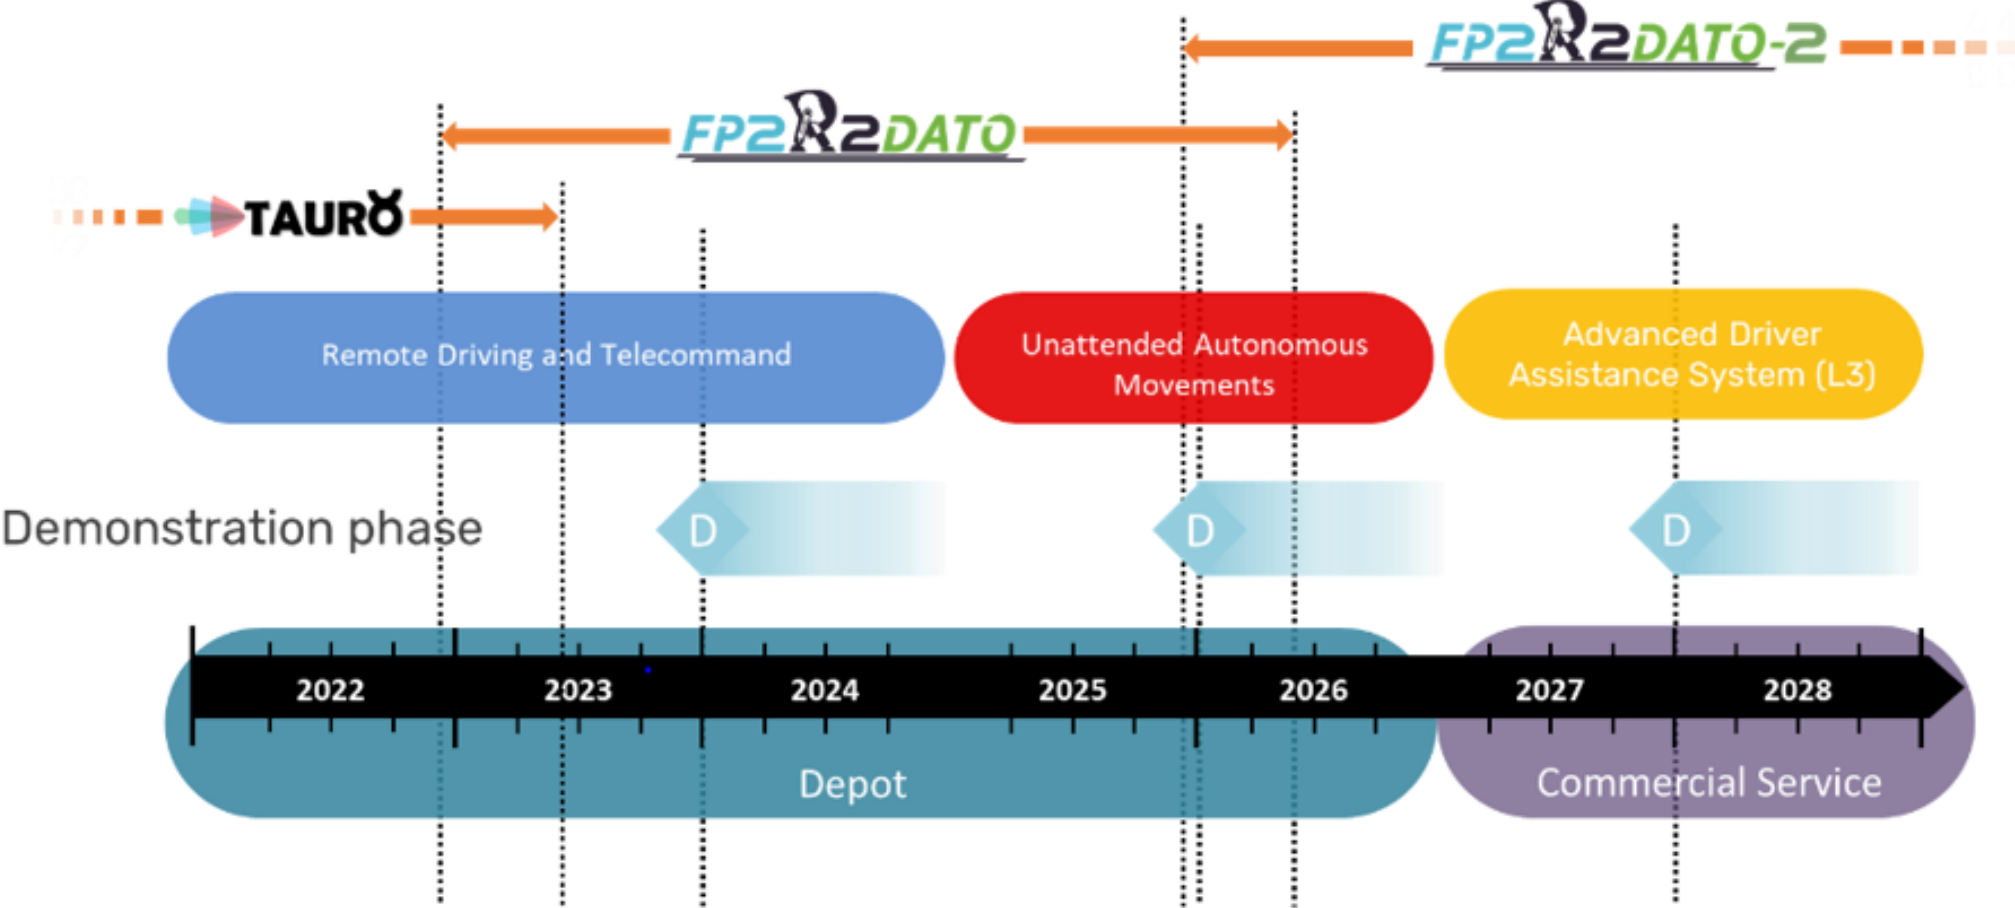 FP2R2DATO-2
FP2R2DATO
TAURO
Remote Driving and Telecommand
Unattended Autonomous
Movements
Advanced Driver
Assistance System (L3)
Demonstration phase
D
D
D
2022
2023
2024
2025
2026
2027
2028
Depot
Commercial Service